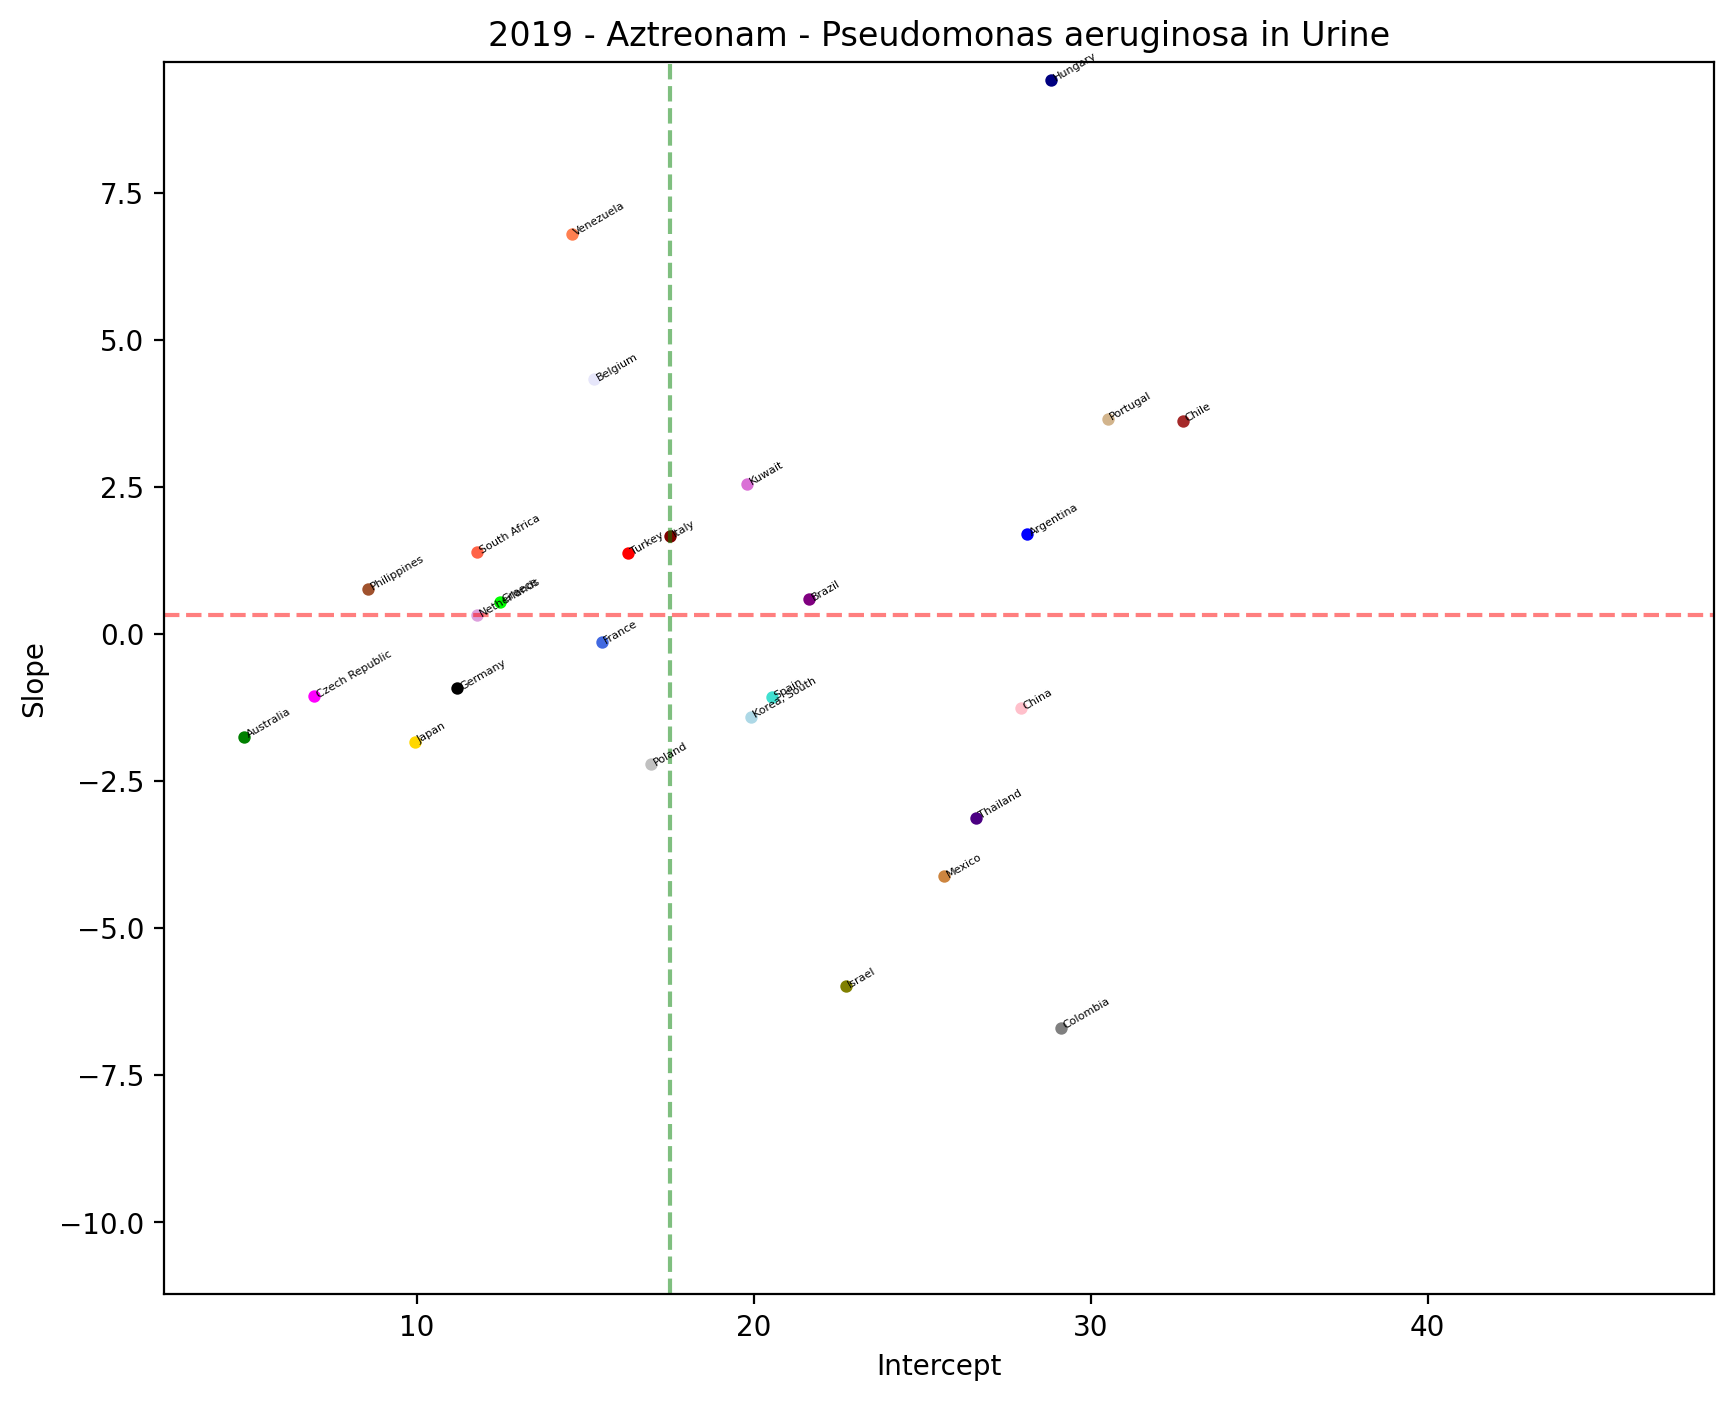 2019 - Aztreonam - Pseudomonas aeruginosa in Urine
Hungary
7.5
Venezuela
5.0
Belgium
Portugal
Chile
2.5
Kuwait
Argentina
South Africa
Turkey
Italy
Philippines
Greece
Netherlands
Brazil
0.0
France
Czech Republic
Germany
Spain
Korea, South
China
Australia
Japan
Poland
−2.5
Thailand
Mexico
−5.0
Israel
Colombia
−7.5
−10.0
Slope
10
20
30
40
Intercept